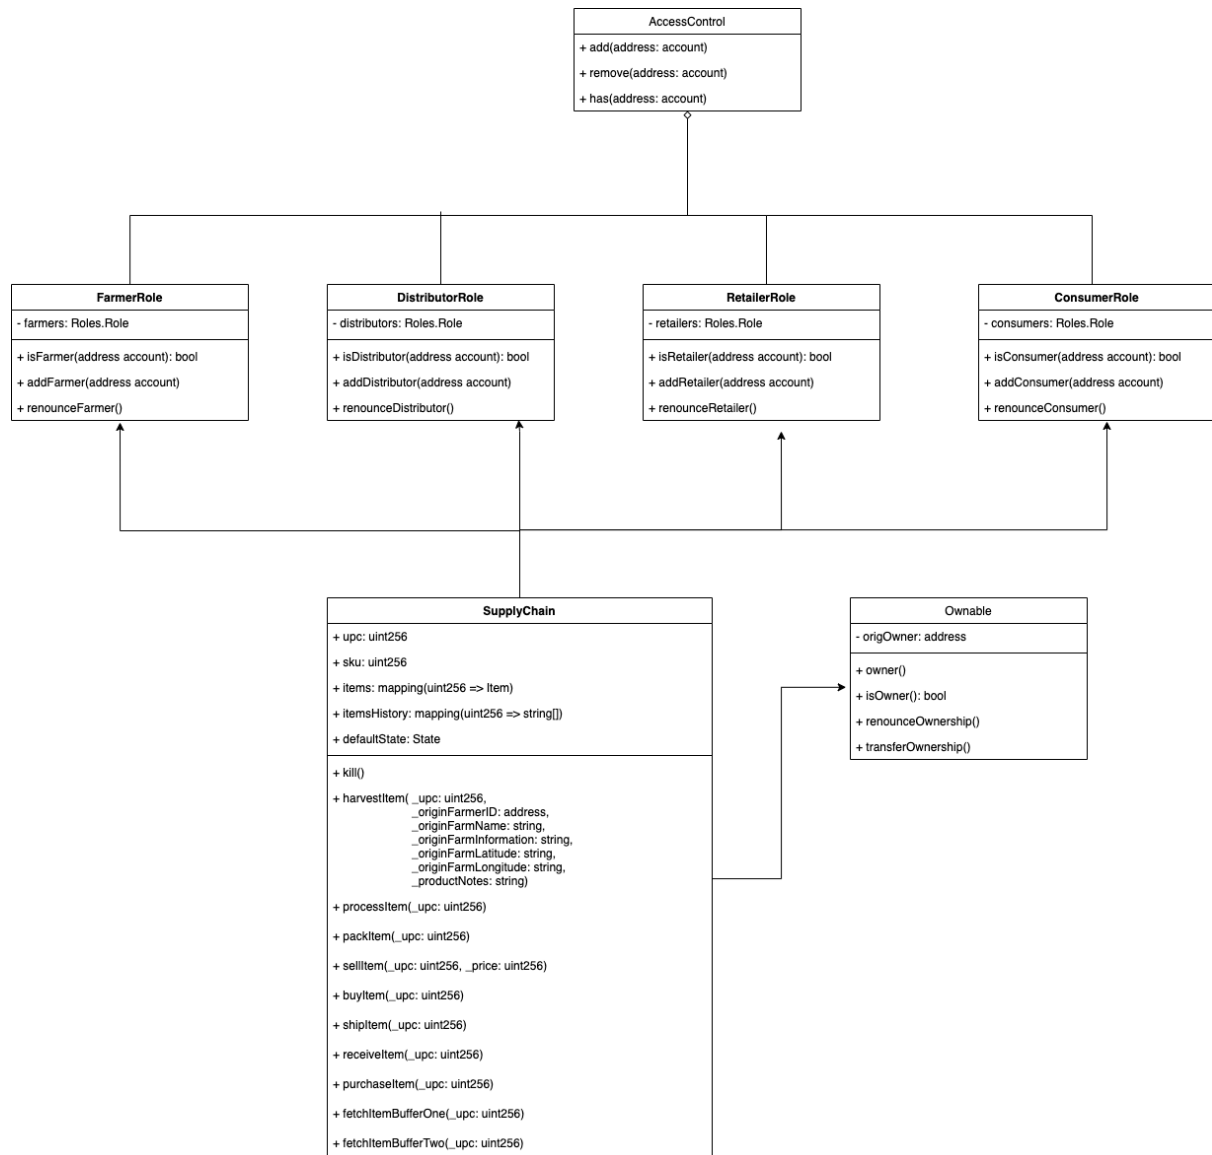 AccessControl
+ add(address: account)
+ remove(address: account)
+ has(address: account)
FarmerRole
- farmers: Roles.Role
+ isFarmer(address account): bool
+ addFarmer(address account)
+ renounceFarmer()
DistributorRole
- distributors: Roles.Role
+ isDistributor(address account): bool
+ addDistributor(address account)
+ renounceDistributor()
RetailerRole
- retailers: Roles.Role
+ isRetailer(address account): bool
+ addRetailer(address account)
+ renounceRetailer()
ConsumerRole
- consumers: Roles.Role
+ isConsumer(address account): bool
+ addConsumer(address account)
+ renounceConsumer()
SupplyChain
+ upc: uint256
+ sku: uint256
+ items: mapping(uint256 => Item)
+ itemsHistory: mapping(uint256 => string[])
+ defaultState: State
+ kill()
+ harvestItem( _upc: uint256,
_originFarmerID: address,
_originFarmName: string,
_originFarmInformation: string,
_originFarmLatitude: string,
_originFarmLongitude: string,
_productNotes: string)
+ processItem(_upc: uint256)
+ packItem(_upc: uint256)
+ sellItem(_upc: uint256, _price: uint256)
+ buyItem(_upc: uint256)
+ shipItem(_upc: uint256)
+ receiveItem(_upc: uint256)
+ purchaseItem(_upc: uint256)
+ fetchItemBufferOne(_upc: uint256)
+ fetchItemBufferTwo(_upc: uint256)
Ownable
- origOwner: address
+ owner()
+ isOwner(): bool
+ renounceOwnership()
+ transferOwnership()